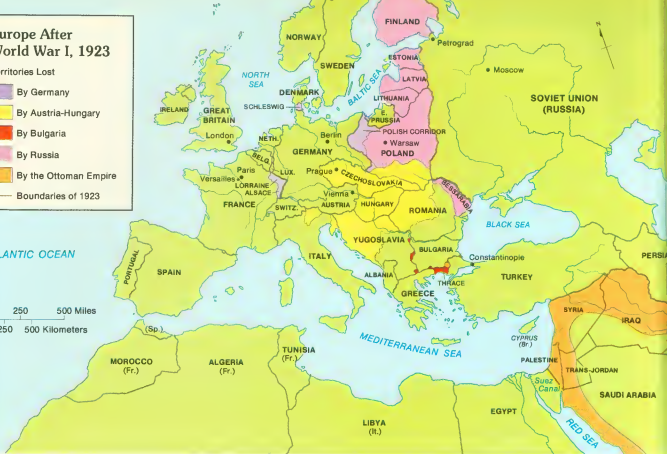 urope After
World War I, 1923
erritories Lost
By Germany
By Austria-Hungary
By Bulgaria
By Russia
By the Ottoman Empire
Boundaries of 1923
FINLAND
NORWAY
SWEDEN
Petrograd
ESTONIA
LATVIA
Moscow
NORTH
SEA
BALTIC SEA
DENMARK
SCHLESWIG
LITHUANIA
E.
PRUSSIA
SOVIET UNION
(RUSSIA)
IRELAND
GREAT
BRITAIN
London
NETH.
Berlin
GERMANY
POLISH CORRIDOR
Warsaw
POLAND
BELG.
LUX.
Paris
Versailles
LORRAINE
ALSACE
Prague
CZECHOSLOVAKIA
Vienna
FRANCE
SWITZ.
AUSTRIA
HUNGARY
ROMANIA
BESSARABIA
YUGOSLAVIA
BLACK SEA
LANTIC OCEAN
PORTUGAL
SPAIN
ITALY
BULGARIA
Constantinople
ALBANIA
THRACE
GREECE
TURKEY
PERSIA
N
250 500 Miles
250 500 Kilometers
(Sp.)
MEDITERRANEAN SEA
CYPRUS
(Br.)
SYRIA
IRAQ
PALESTINE
TRANS-JORDAN
MOROCCO
(Fr.)
ALGERIA
(Fr.)
TUNISIA
(Fr.)
LIBYA
(It.)
EGYPT
Suez
Canal
SAUDI ARABIA
RED SEA